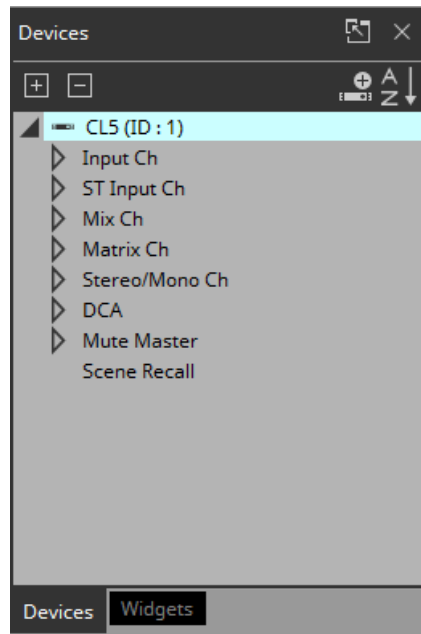 Devices
A
Z
CL5 (ID : 1)
Input Ch
ST Input Ch
Mix Ch
Matrix Ch
Stereo/Mono Ch
DCA
Mute Master
Scene Recall
Devices Widgets